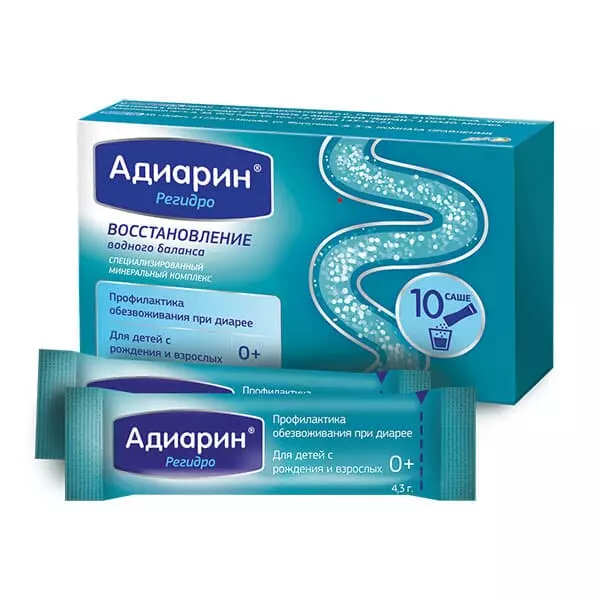 Адиарин®
Регидро
ВОССТАНОВЛЕНИЕ
водного баланса
СПЕЦИАЛИЗИРОВАННЫЙ
МИНЕРАЛЬНЫЙ КОМПЛЕКС
Профилактика
обезвоживания при диарее
Для детей с
рождения и взрослых 0+
10 САШЕ
Профилактика
Адиарин®
Регидро
Профилактика
обезвоживания при диарее
Для детей с
рождения и взрослых 0+
4,3 г.